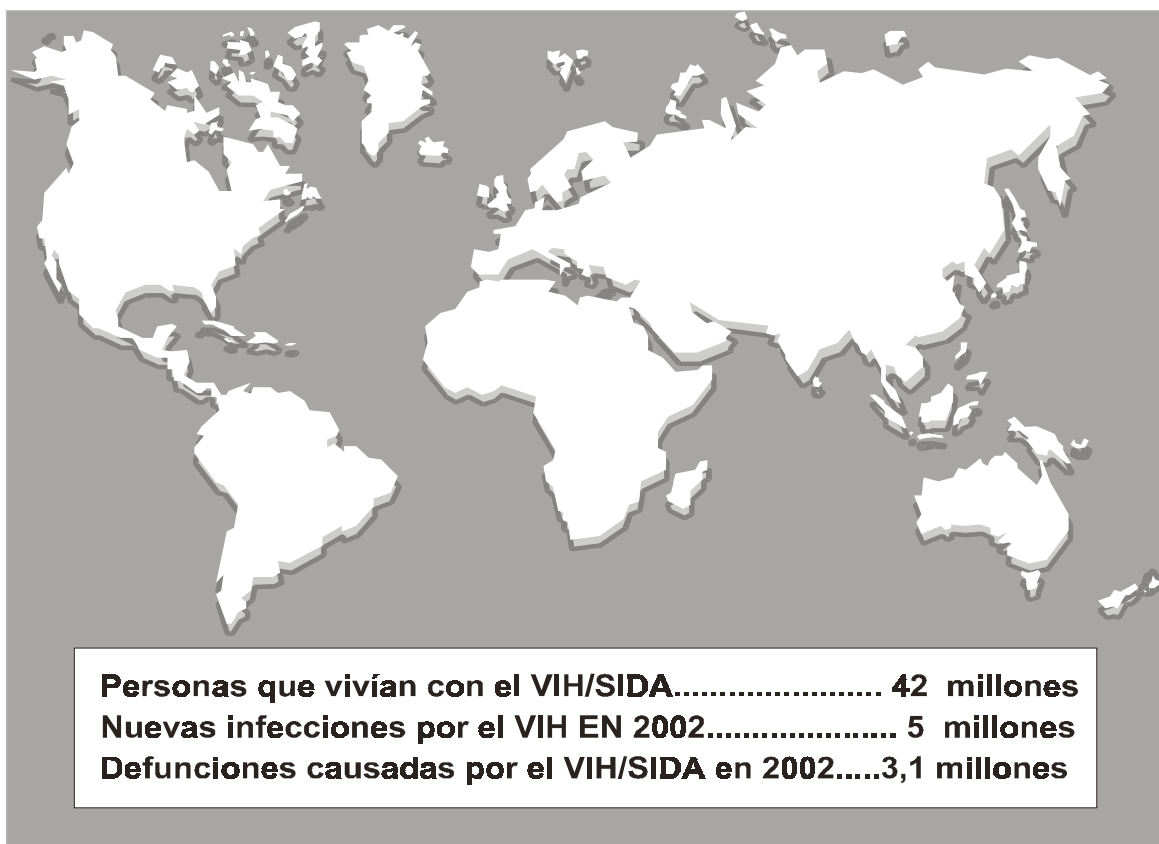 Personas que vivían con el VIH/SIDA....................... 42 millones
Nuevas infecciones por el VIH EN 2002..................... 5 millones
Defunciones causadas por el VIH/SIDA en 2002.....3,1 millones